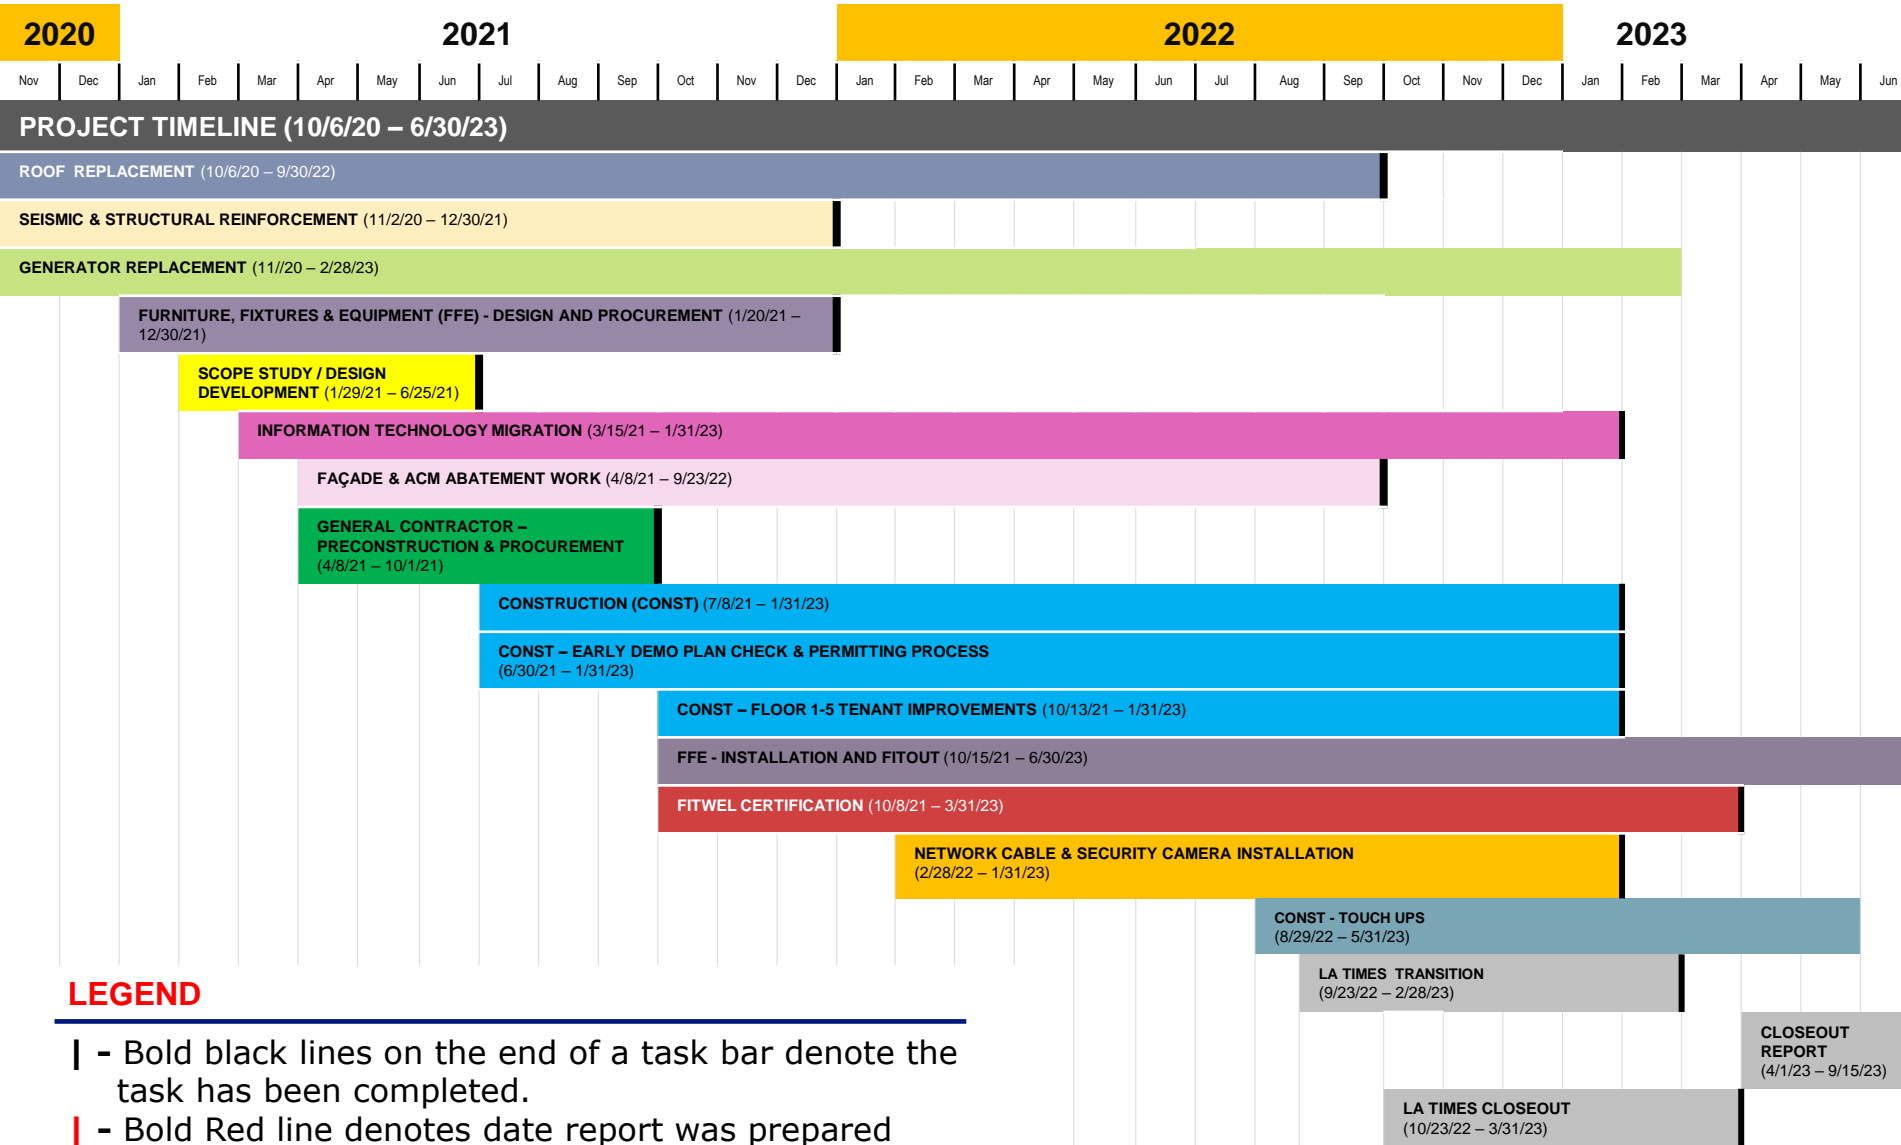 2020 2021 2022 2023
Nov Dec Jan Feb Mar Apr May Jun Jul Aug Sep Oct Nov Dec Jan Feb Mar Apr May Jun Jul Aug Sep Oct Nov Dec Jan Feb Mar Apr May Jun
PROJECT TIMELINE (10/6/20 – 6/30/23)
ROOF REPLACEMENT (10/6/20 – 9/30/22)
SEISMIC & STRUCTURAL REINFORCEMENT (11/2/20 – 12/30/21)
GENERATOR REPLACEMENT (11//20 – 2/28/23)
FURNITURE, FIXTURES & EQUIPMENT (FFE) - DESIGN AND PROCUREMENT (1/20/21 –
12/30/21)
SCOPE STUDY / DESIGN
DEVELOPMENT (1/29/21 – 6/25/21)
INFORMATION TECHNOLOGY MIGRATION (3/15/21 – 1/31/23)
FAÇADE & ACM ABATEMENT WORK (4/8/21 – 9/23/22)
GENERAL CONTRACTOR –
PRECONSTRUCTION & PROCUREMENT
(4/8/21 – 10/1/21)
CONSTRUCTION (CONST) (7/8/21 – 1/31/23)
CONST – EARLY DEMO PLAN CHECK & PERMITTING PROCESS
(6/30/21 – 1/31/23)
CONST – FLOOR 1-5 TENANT IMPROVEMENTS (10/13/21 – 1/31/23)
FFE - INSTALLATION AND FITOUT (10/15/21 – 6/30/23)
FITWEL CERTIFICATION (10/8/21 – 3/31/23)
NETWORK CABLE & SECURITY CAMERA INSTALLATION
(2/28/22 – 1/31/23)
CONST - TOUCH UPS
(8/29/22 – 5/31/23)
LA TIMES TRANSITION
(9/23/22 – 2/28/23)
CLOSEOUT
REPORT
(4/1/23 – 9/15/23)
LA TIMES CLOSEOUT
(10/23/22 – 3/31/23)
LEGEND
| - Bold black lines on the end of a task bar denote the
task has been completed.
| - Bold Red line denotes date report was prepared